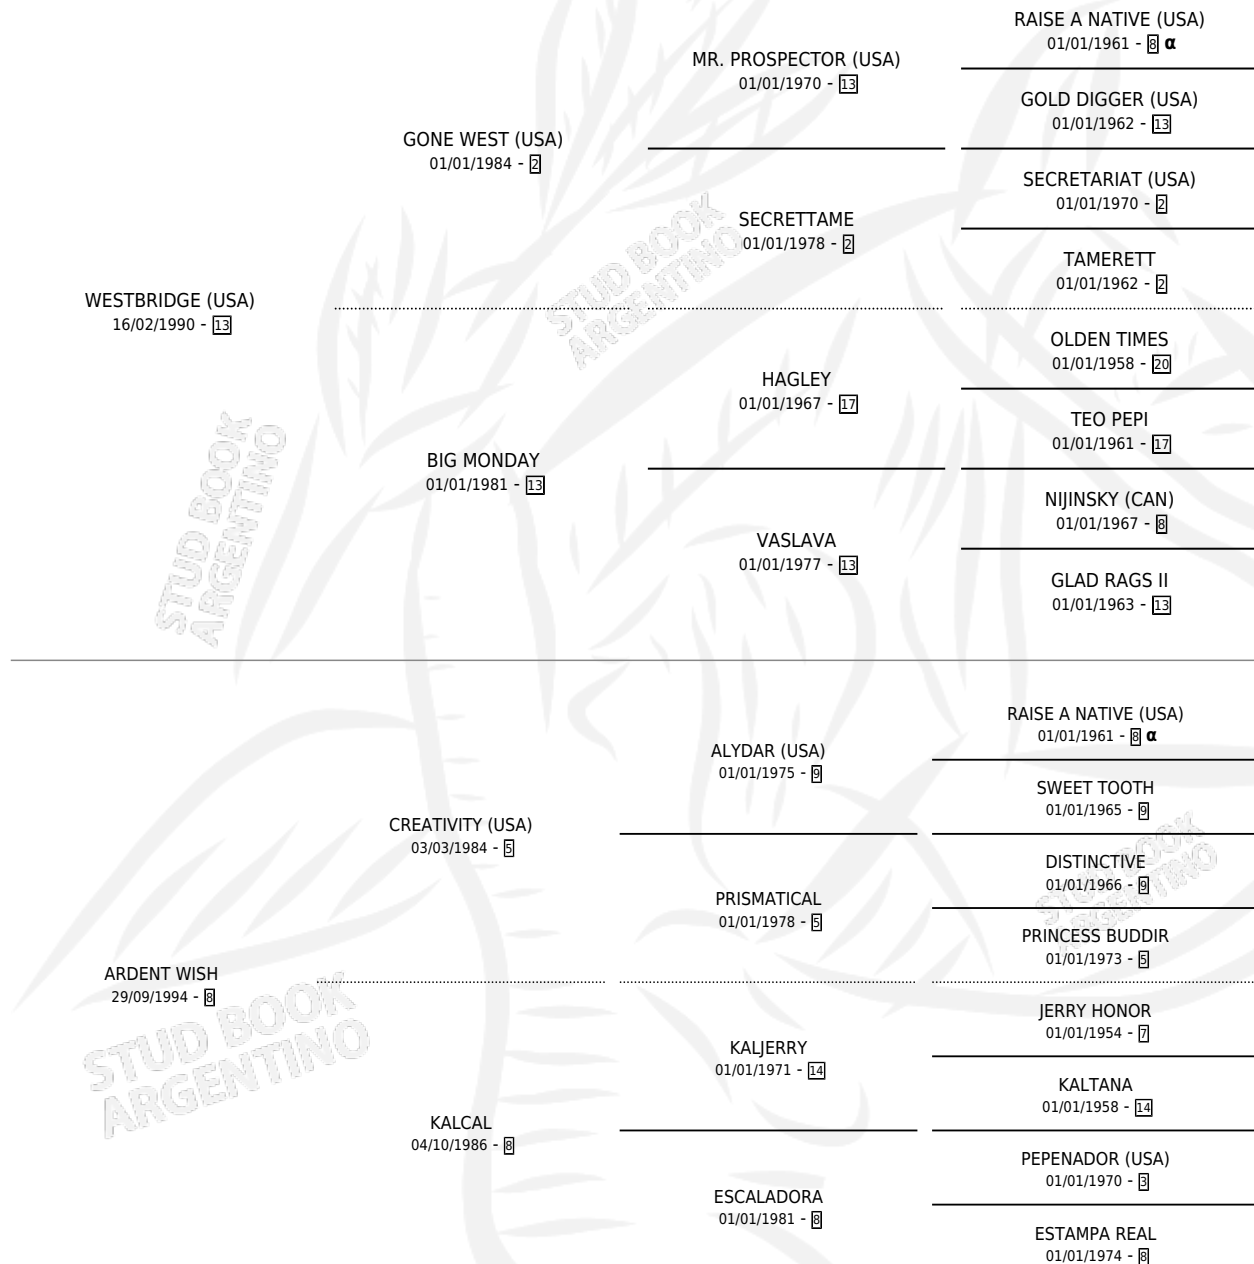 RAISE A NATIVE (USA)
01/01/1961 - 8 α
MR. PROSPECTOR (USA)
01/01/1970 - 13
GOLD DIGGER (USA)
01/01/1962 - 13
GONE WEST (USA)
01/01/1984 - 2
SECRETARIAT (USA)
01/01/1970 - 2
SECRETTAME
01/01/1978 - 2
TAMERETT
01/01/1962 - 2
WESTBRIDGE (USA)
16/02/1990 - 13
OLDEN TIMES
01/01/1958 - 20
HAGLEY
01/01/1967 - 17
TEO PEPI
01/01/1961 - 17
BIG MONDAY
01/01/1981 - 13
NIJINSKY (CAN)
01/01/1967 - 8
VASLAVA
01/01/1977 - 13
GLAD RAGS II
01/01/1963 - 13
STUD BOOK
ARGENTINO
STUD BOOK
ARGENTINO
RAISE A NATIVE (USA)
01/01/1961 - 8 α
ALYDAR (USA)
01/01/1975 - 9
SWEET TOOTH
01/01/1965 - 9
CREATIVITY (USA)
03/03/1984 - 5
DISTINCTIVE
01/01/1966 - 9
PRISMATICAL
01/01/1978 - 5
PRINCESS BUDDIR
01/01/1973 - 5
ARDENT WISH
29/09/1994 - 8
JERRY HONOR
01/01/1954 - 7
KALJERRY
01/01/1971 - 14
KALTANA
01/01/1958 - 14
KALCAL
04/10/1986 - 8
PEPENADOR (USA)
01/01/1970 - 3
ESCALADORA
01/01/1981 - 8
ESTAMPA REAL
01/01/1974 - 8
STUD BOOK
ARGENTINO
STUD BOOK
ARGENTINO